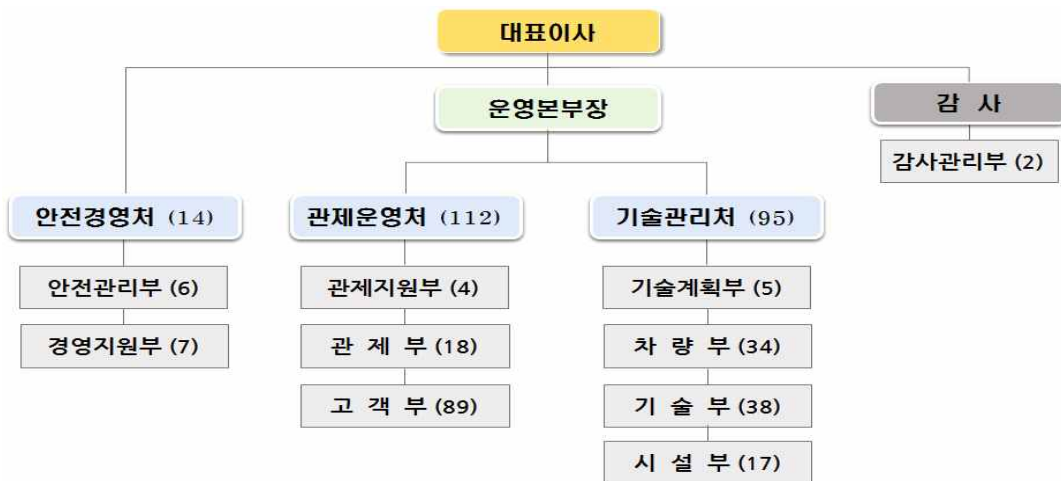 대표이사
운영본부장
감 사
감사관리부 (2)
안전경영처 (14)
관제운영처 (112)
기술관리처 (95)
안전관리부 (6)
관제지원부 (4)
기술계획부 (5)
경영지원부 (7)
관 제 부 (18)
차 량 부 (34)
고 객 부 (89)
기 술 부 (38)
시 설 부 (17)